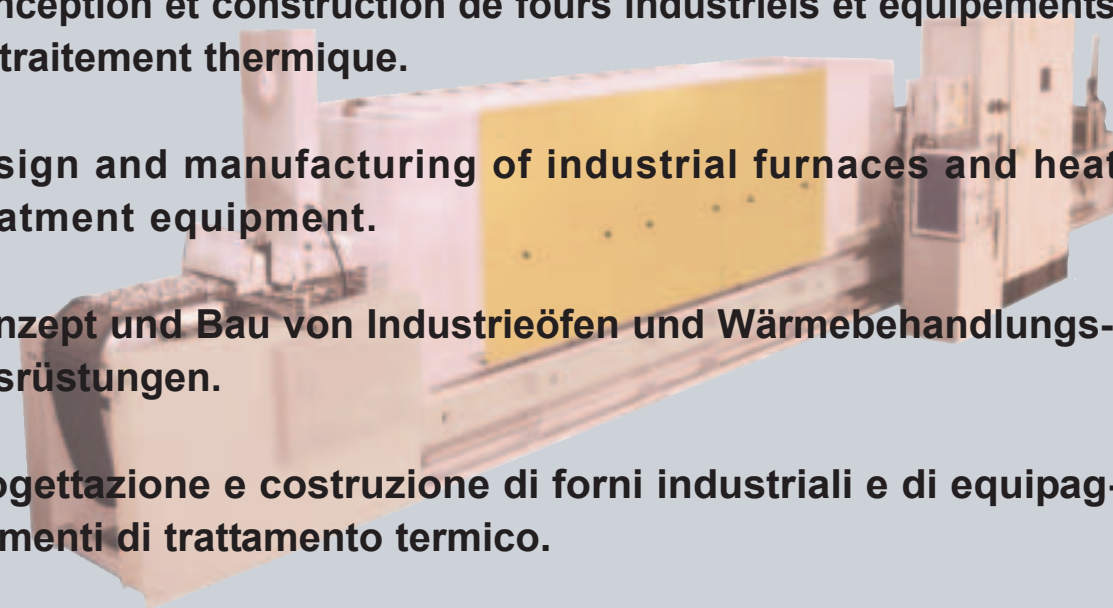 nception et construction de fours industriels et équipements
traitement thermique.
sign and manufacturing of industrial furnaces and heat
atment equipment.
nzept und Bau von Industrieöfen und Wärmebehandlungs-
srüstungen.
ogettazione e costruzione di forni industriali e di equipag-
menti di trattamento termico.